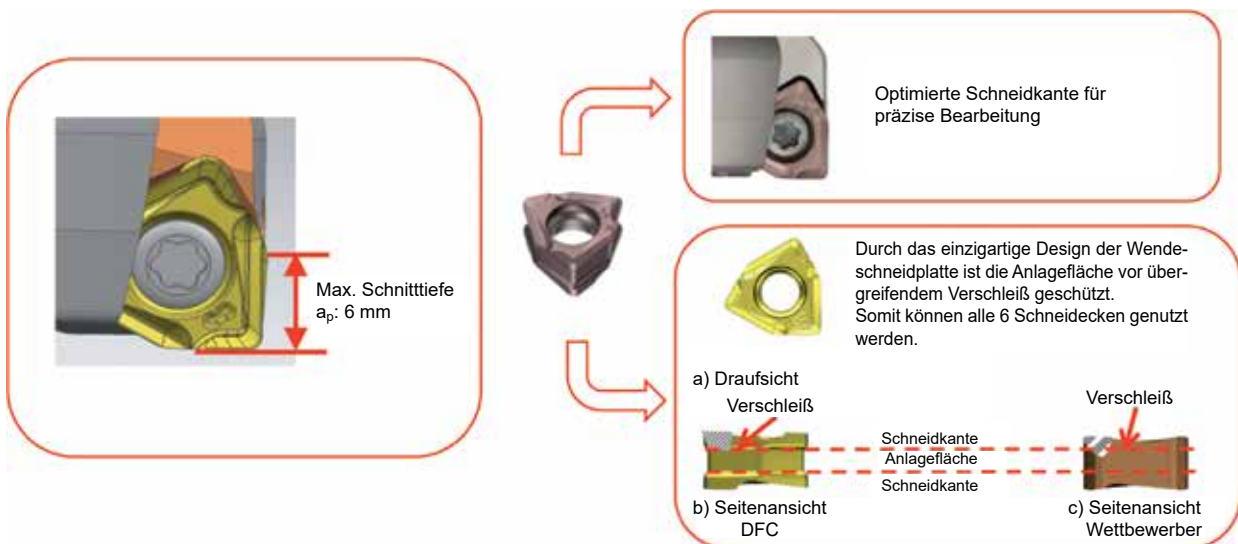 Max. Schnitttiefe
ap: 6 mm
Optimierte Schneidkante für
präzise Bearbeitung
Durch das einzigartige Design der Wende-
schneidplatte ist die Anlagefläche vor über-
greifendem Verschleiß geschützt.
Somit können alle 6 Schneidecken genutzt
werden.
a) Draufsicht
Verschleiß
Verschleiß
Schneidkante
Anlagefläche
Schneidkante
b) Seitenansicht
DFC
c) Seitenansicht
Wettbewerber